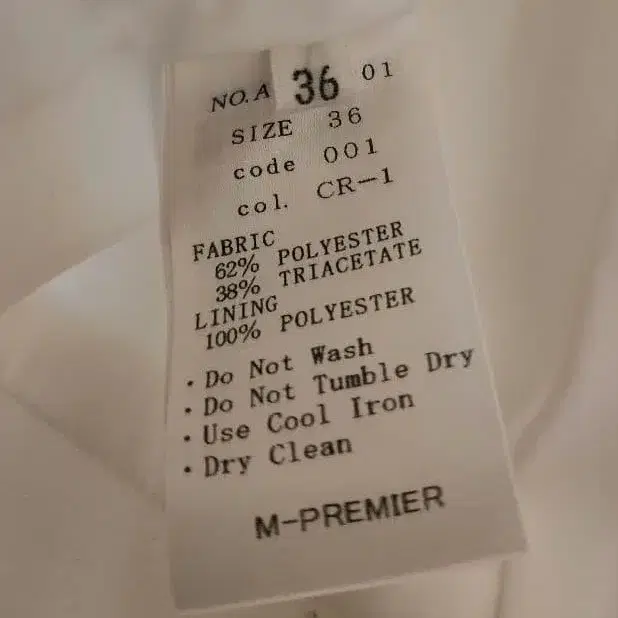 NO.A 36 01
SIZE 36
code 001
col. CR-1
FABRIC
62% POLYESTER
38% TRIACETATE
LINING
100% POLYESTER
・Do Not Wash
・Do Not Tumble Dry
・Use Cool Iron
・Dry Clean
M-PREMIER